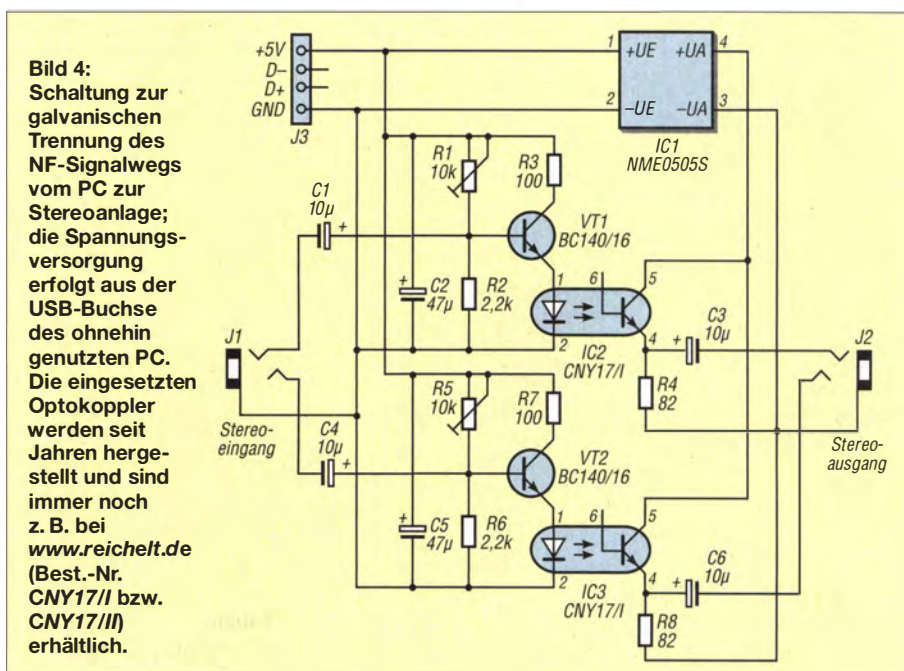 Bild 4:
Schaltung zur
galvanischen
Trennung des
NF-Signalwegs
vom PC zur
Stereoanlage;
die Spannungs-
versorgung
erfolgt aus der
USB-Buchse
des ohnehin
genutzten PC.
Die eingesetzten
Optokoppler
werden seit
Jahren herge-
stellt und sind
immer noch
z. B. bei
www.reichelt.de
(Best.-Nr.
CNY17/I bzw.
CNY17/II)
erhältlich.
+5V
D–
D+
GND
J3
1 +UE +UA 4
2 –UE –UA 3
IC1
NME0505S
R1
10k
R3
100
C1
10µ
+
VT1
BC140/16
+
C2
47µ
R2
2,2k
1 6 5
2 4
IC2
CNY17/I
+
C3
10µ
J2
R4
82
Stereo-
ausgang
J1
Stereo-
eingang
R5
10k
R7
100
C4
10µ
+
VT2
BC140/16
+
C5
47µ
R6
2,2k
1 6 5
2 4
IC3
CNY17/I
+
C6
10µ
R8
82